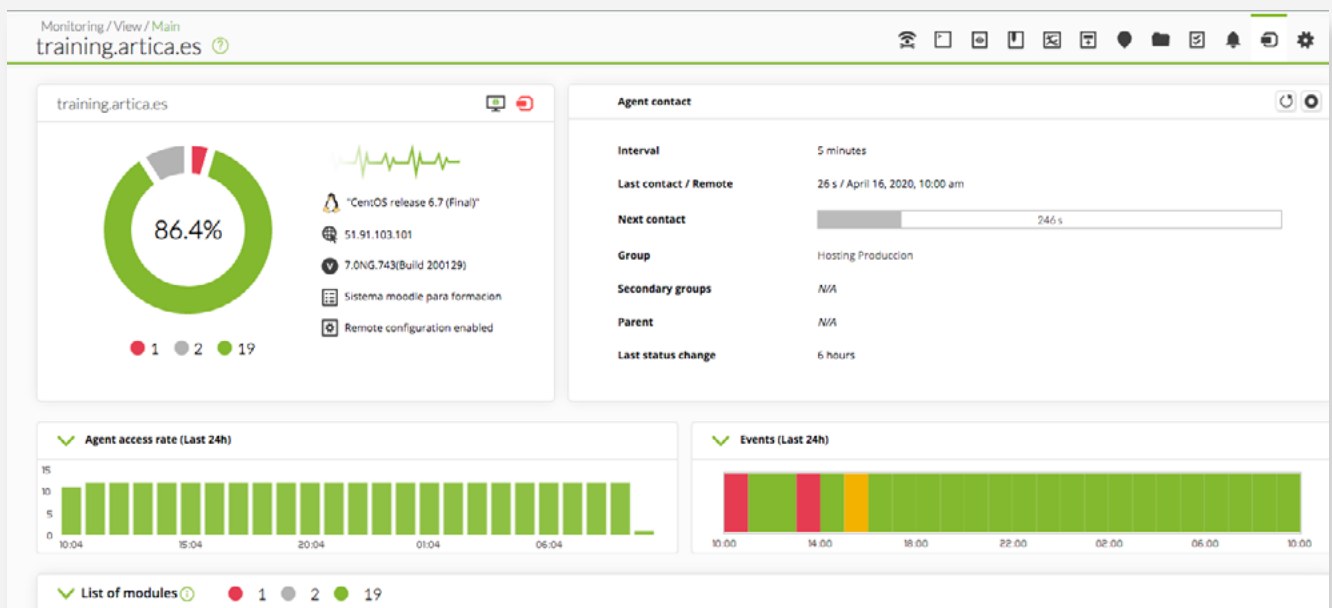 Monitoring / View / Main
training.artica.es
training.artica.es
86.4%
1 2 19
"CentOS release 6.7 (Final)"
51.91.103.101
7.0NG.743(Build 200129)
Sistema moodle para formacion
Remote configuration enabled
Agent contact
Interval 5 minutes
Last contact / Remote 26 s / April 16, 2020, 10:00 am
Next contact 246 s
Group Hosting Produccion
Secondary groups N/A
Parent N/A
Last status change 6 hours
Agent access rate (Last 24h)
15
10
5
0
10:04 15:04 20:04 01:04 06:04
Events (Last 24h)
10:00 14:00 18:00 22:00 02:00 06:00 10:00
List of modules 1 2 19